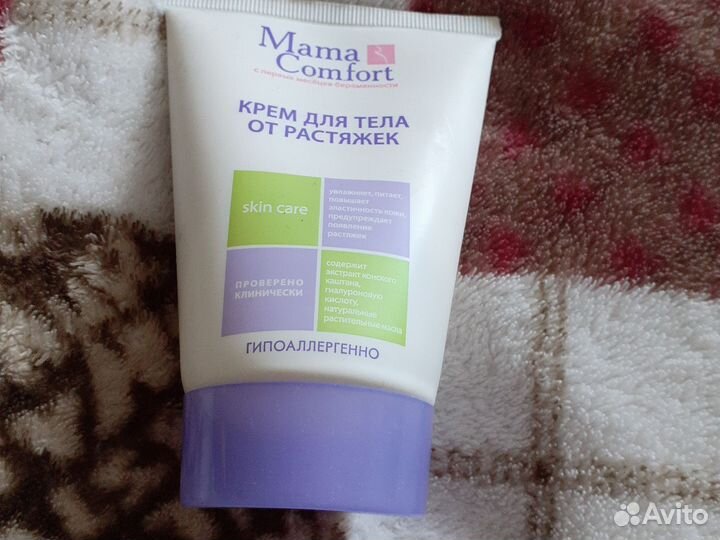 Mama
Comfort
с первых месяцев беременности
КРЕМ ДЛЯ ТЕЛА
ОТ РАСТЯЖЕК
skin care
увлажняет, питает,
повышает
эластичность кожи,
предупреждает
появление
растяжек
ПРОВЕРЕНО
КЛИНИЧЕСКИ
содержит
экстракт конского
каштана,
гиалуроновую
кислоту,
натуральные
растительные масла
ГИПОАЛЛЕРГЕННО
Avito